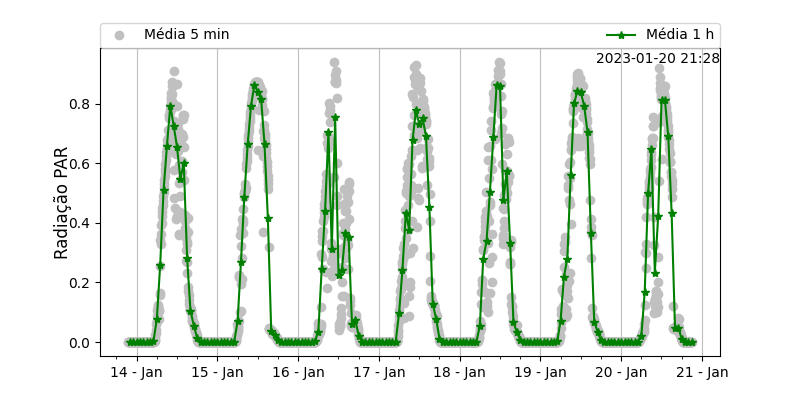 Média 5 min
Média 1 h
2023-01-20 21:28
Radiação PAR
0.8
0.6
0.4
0.2
0.0
14 - Jan
15 - Jan
16 - Jan
17 - Jan
18 - Jan
19 - Jan
20 - Jan
21 - Jan